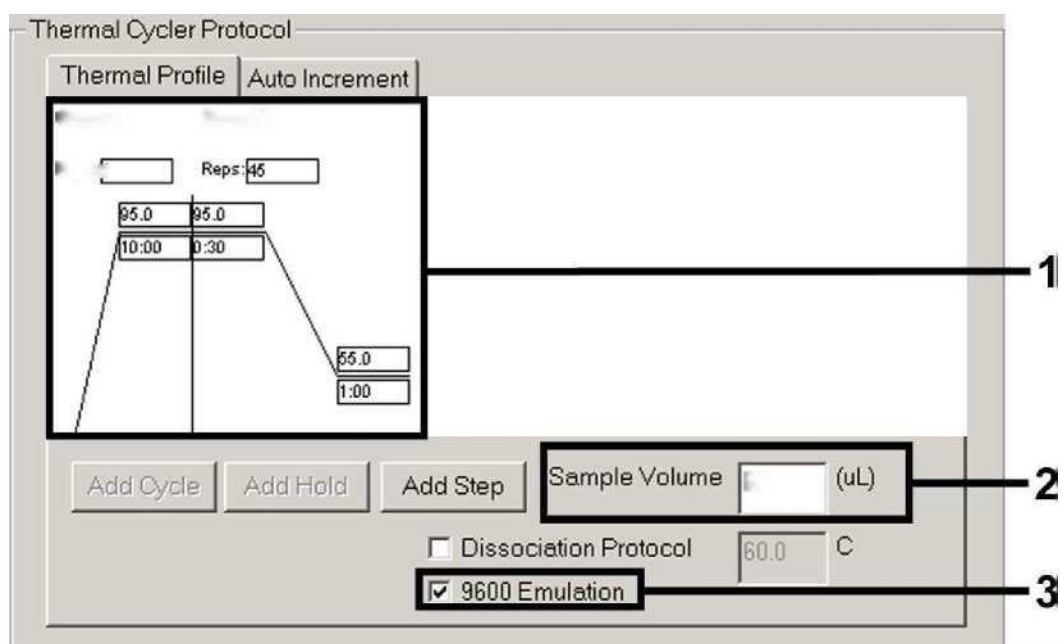 Thermal Cycler Protocol
Thermal Profile Auto Increment
Reps: 45
95.0 95.0
10:00 0:30
1
55.0
1:00
Add Cycle Add Hold Add Step Sample Volume (uL) 2
Dissociation Protocol 60.0 C
9600 Emulation 3